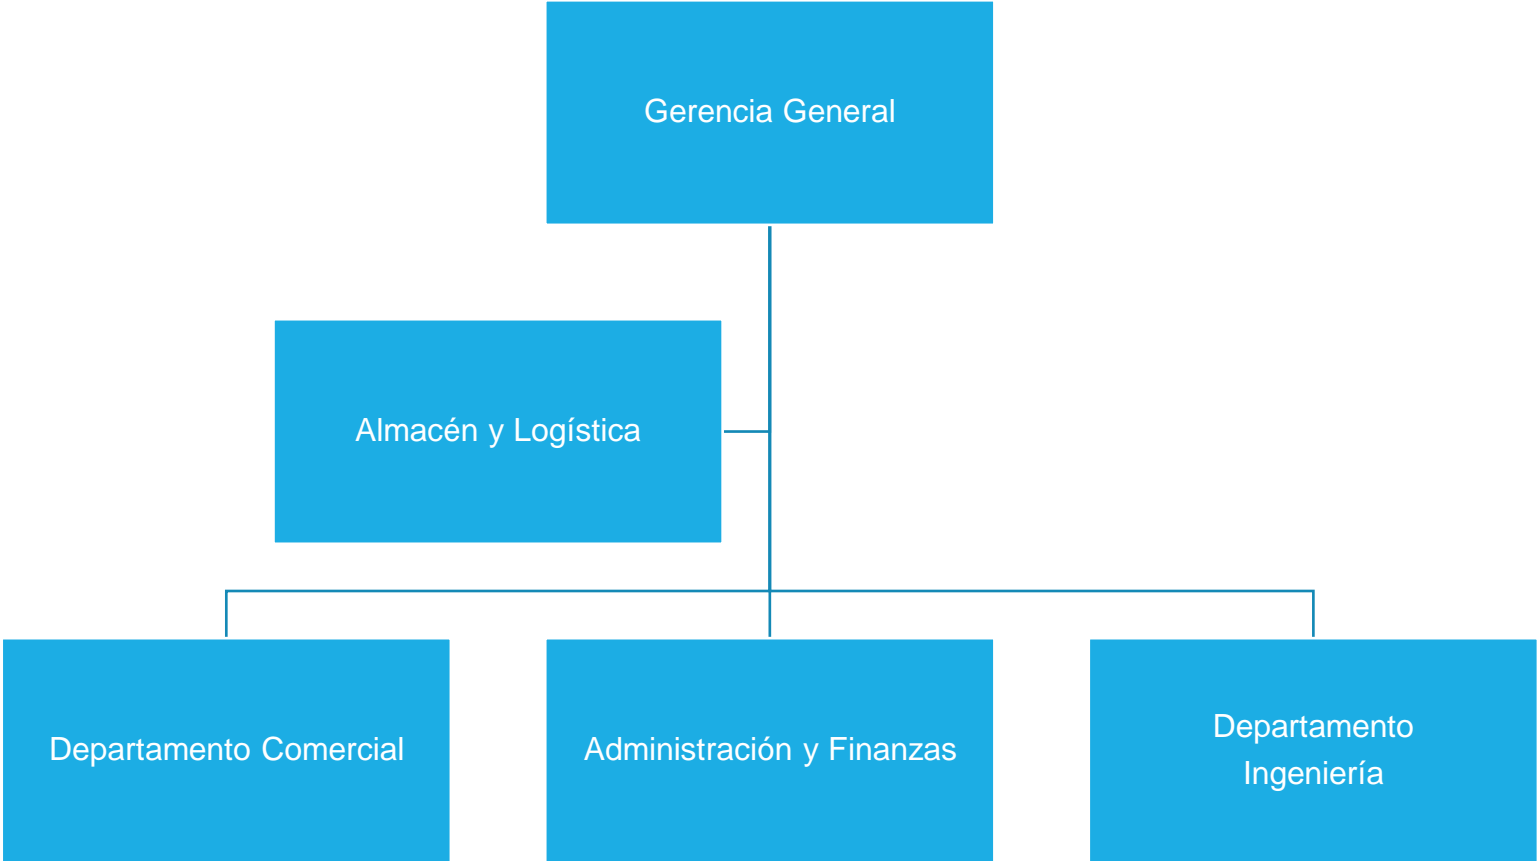 Gerencia General
Almacén y Logística
Departamento Comercial
Administración y Finanzas
Departamento
Ingeniería